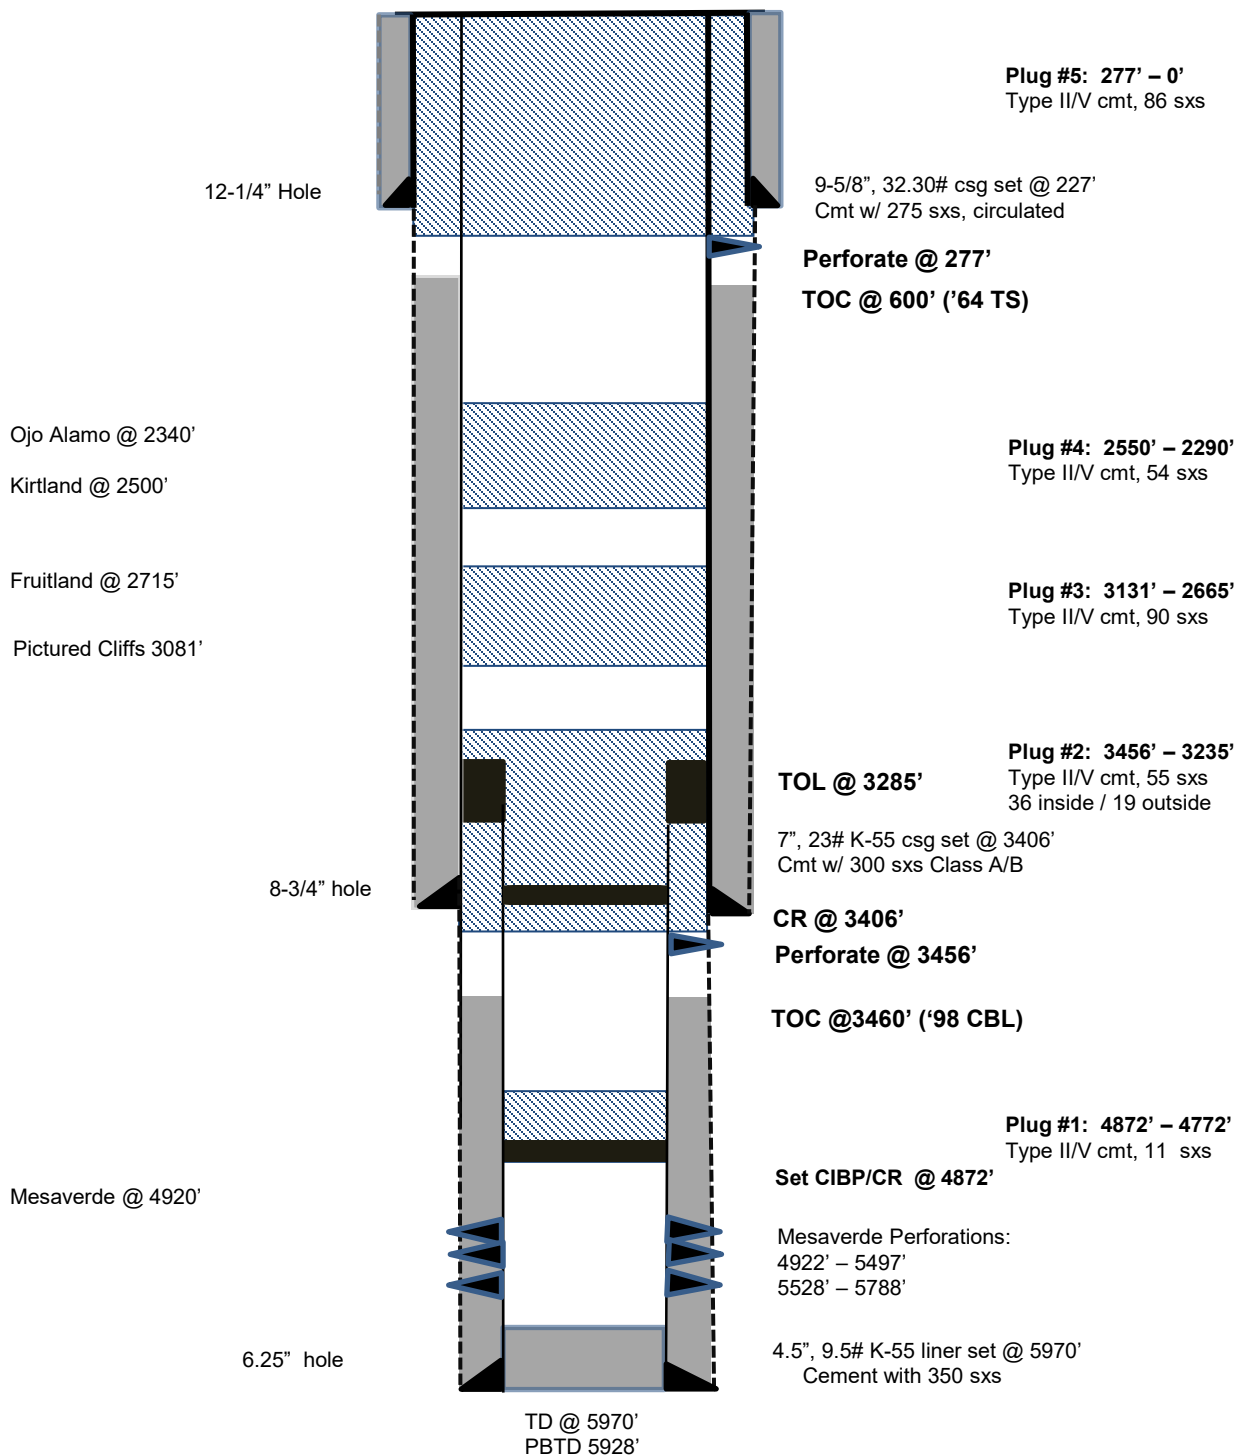 Plug #5: 277’ – 0’
Type II/V cmt, 86 sxs
12-1/4” Hole
9-5/8”, 32.30# csg set @ 227’
Cmt w/ 275 sxs, circulated
Perforate @ 277’
TOC @ 600’ (’64 TS)
Ojo Alamo @ 2340’
Plug #4: 2550’ – 2290’
Type II/V cmt, 54 sxs
Kirtland @ 2500’
Fruitland @ 2715’
Plug #3: 3131’ – 2665’
Type II/V cmt, 90 sxs
Pictured Cliffs 3081’
Plug #2: 3456’ – 3235’
Type II/V cmt, 55 sxs
36 inside / 19 outside
TOL @ 3285’
7”, 23# K-55 csg set @ 3406’
Cmt w/ 300 sxs Class A/B
8-3/4” hole
CR @ 3406’
Perforate @ 3456’
TOC @3460’ (‘98 CBL)
Plug #1: 4872’ – 4772’
Type II/V cmt, 11 sxs
Set CIBP/CR @ 4872’
Mesaverde @ 4920’
Mesaverde Perforations:
4922’ – 5497’
5528’ – 5788’
6.25” hole
4.5”, 9.5# K-55 liner set @ 5970’
Cement with 350 sxs
TD @ 5970’
PBTD 5928’